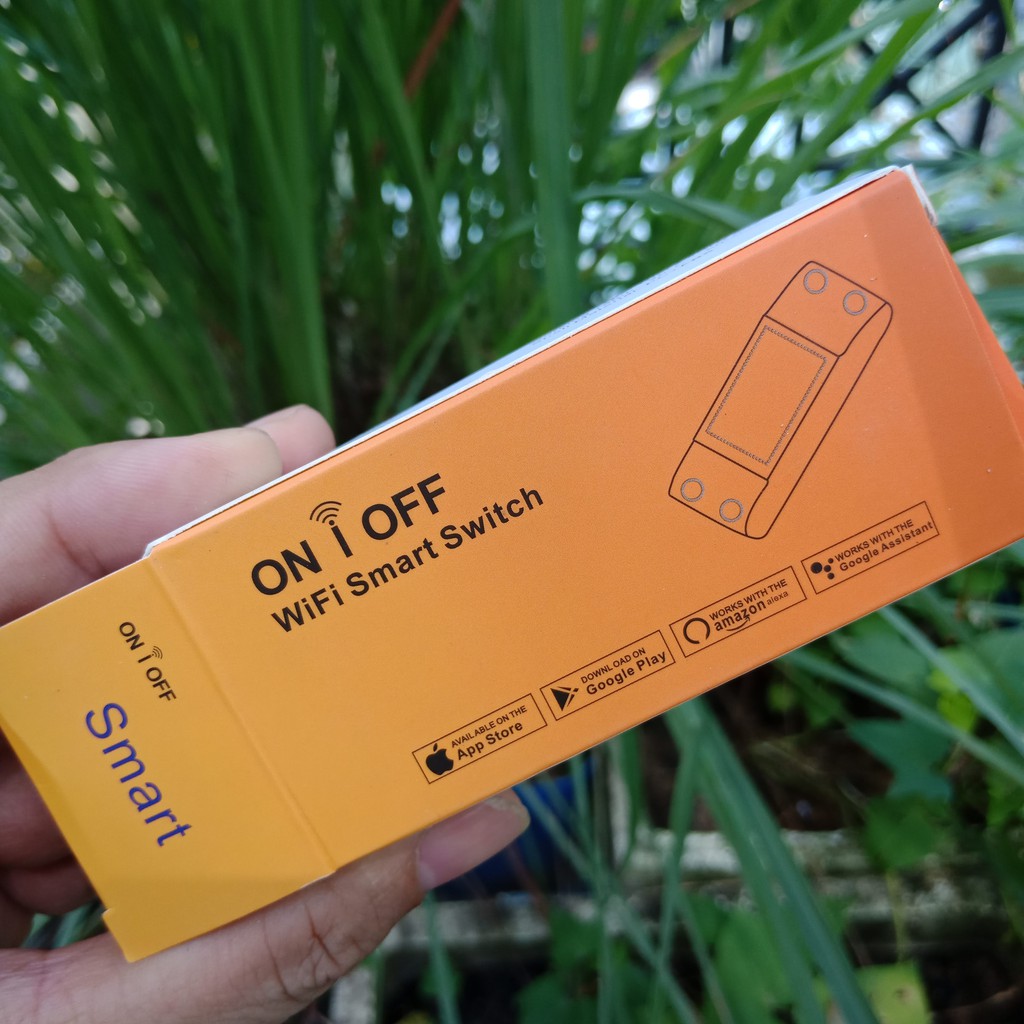 ON i OFF
WiFi Smart Switch
ON i OFF
Smart
AVAILABLE ON THE
App Store
DOWNLOAD ON
Google Play
WORKS WITH THE
amazon alexa
WORKS WITH THE
Google Assistant